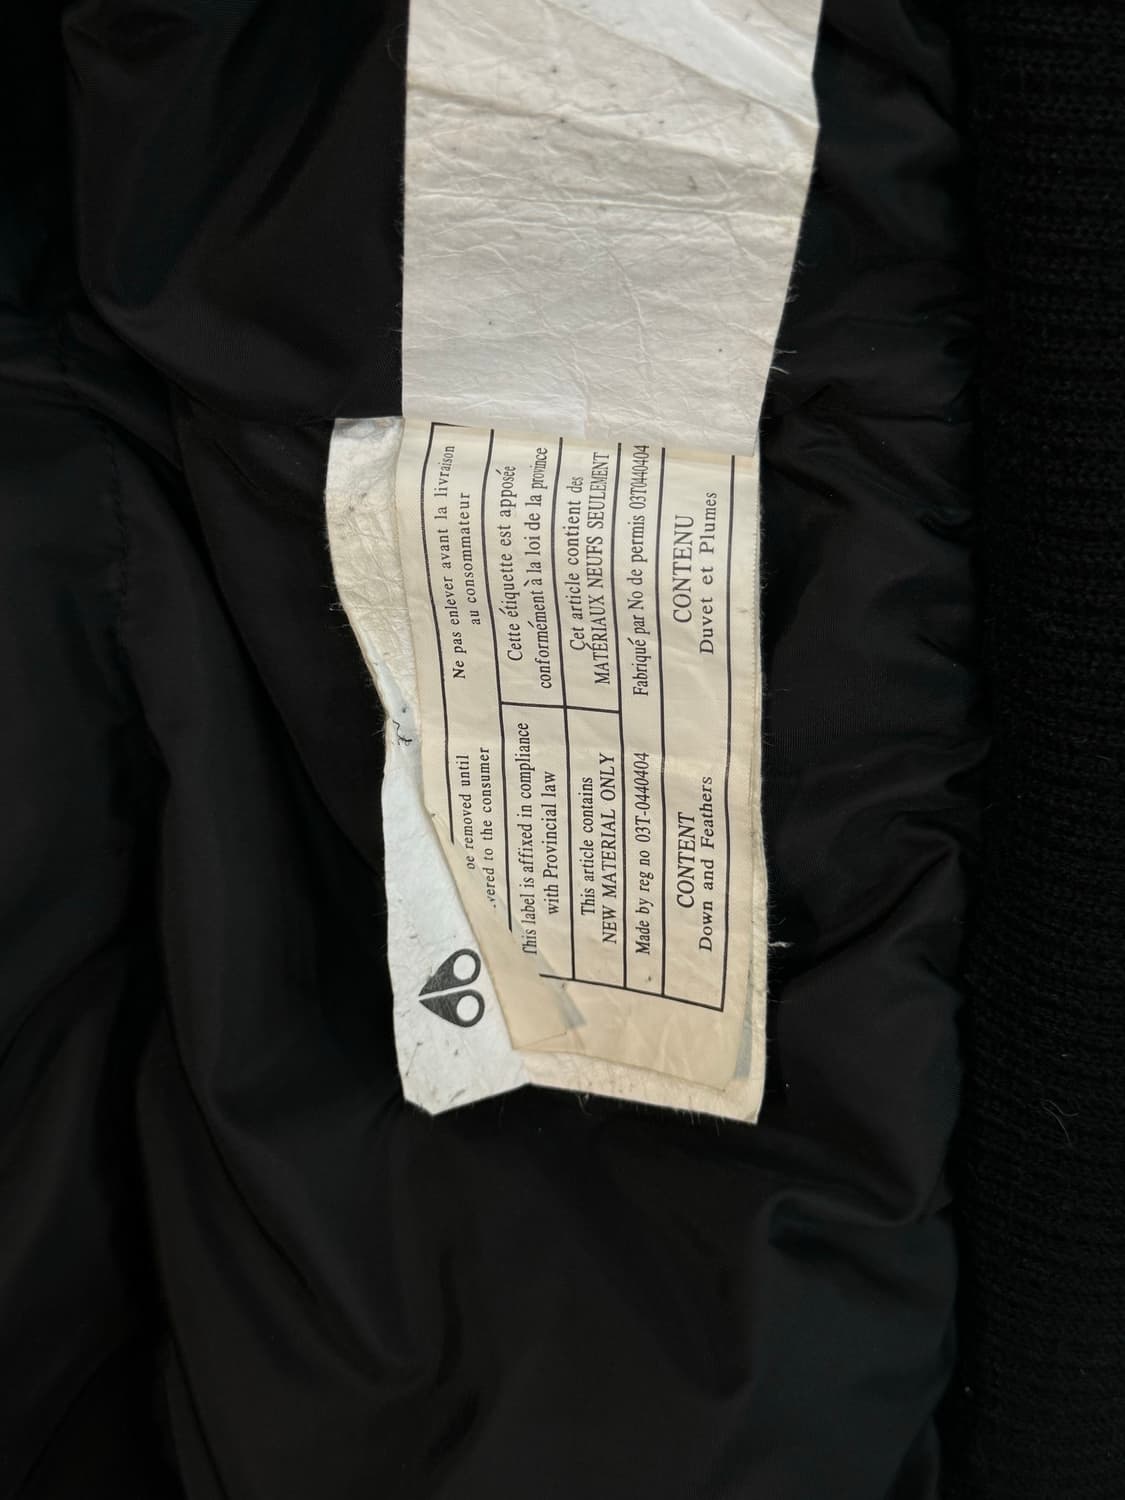 be removed until
vered to the consumer
Ne pas enlever avant la livraison
au consommateur
This label is affixed in compliance
with Provincial law
Cette étiquette est apposée
conformément à la loi de la province
This article contains
NEW MATERIAL ONLY
Cet article contient des
MATÉRIAUX NEUFS SEULEMENT
Made by reg no 03T-0440404
Fabriqué par No de permis 03T0440404
CONTENT
Down and Feathers
CONTENU
Duvet et Plumes